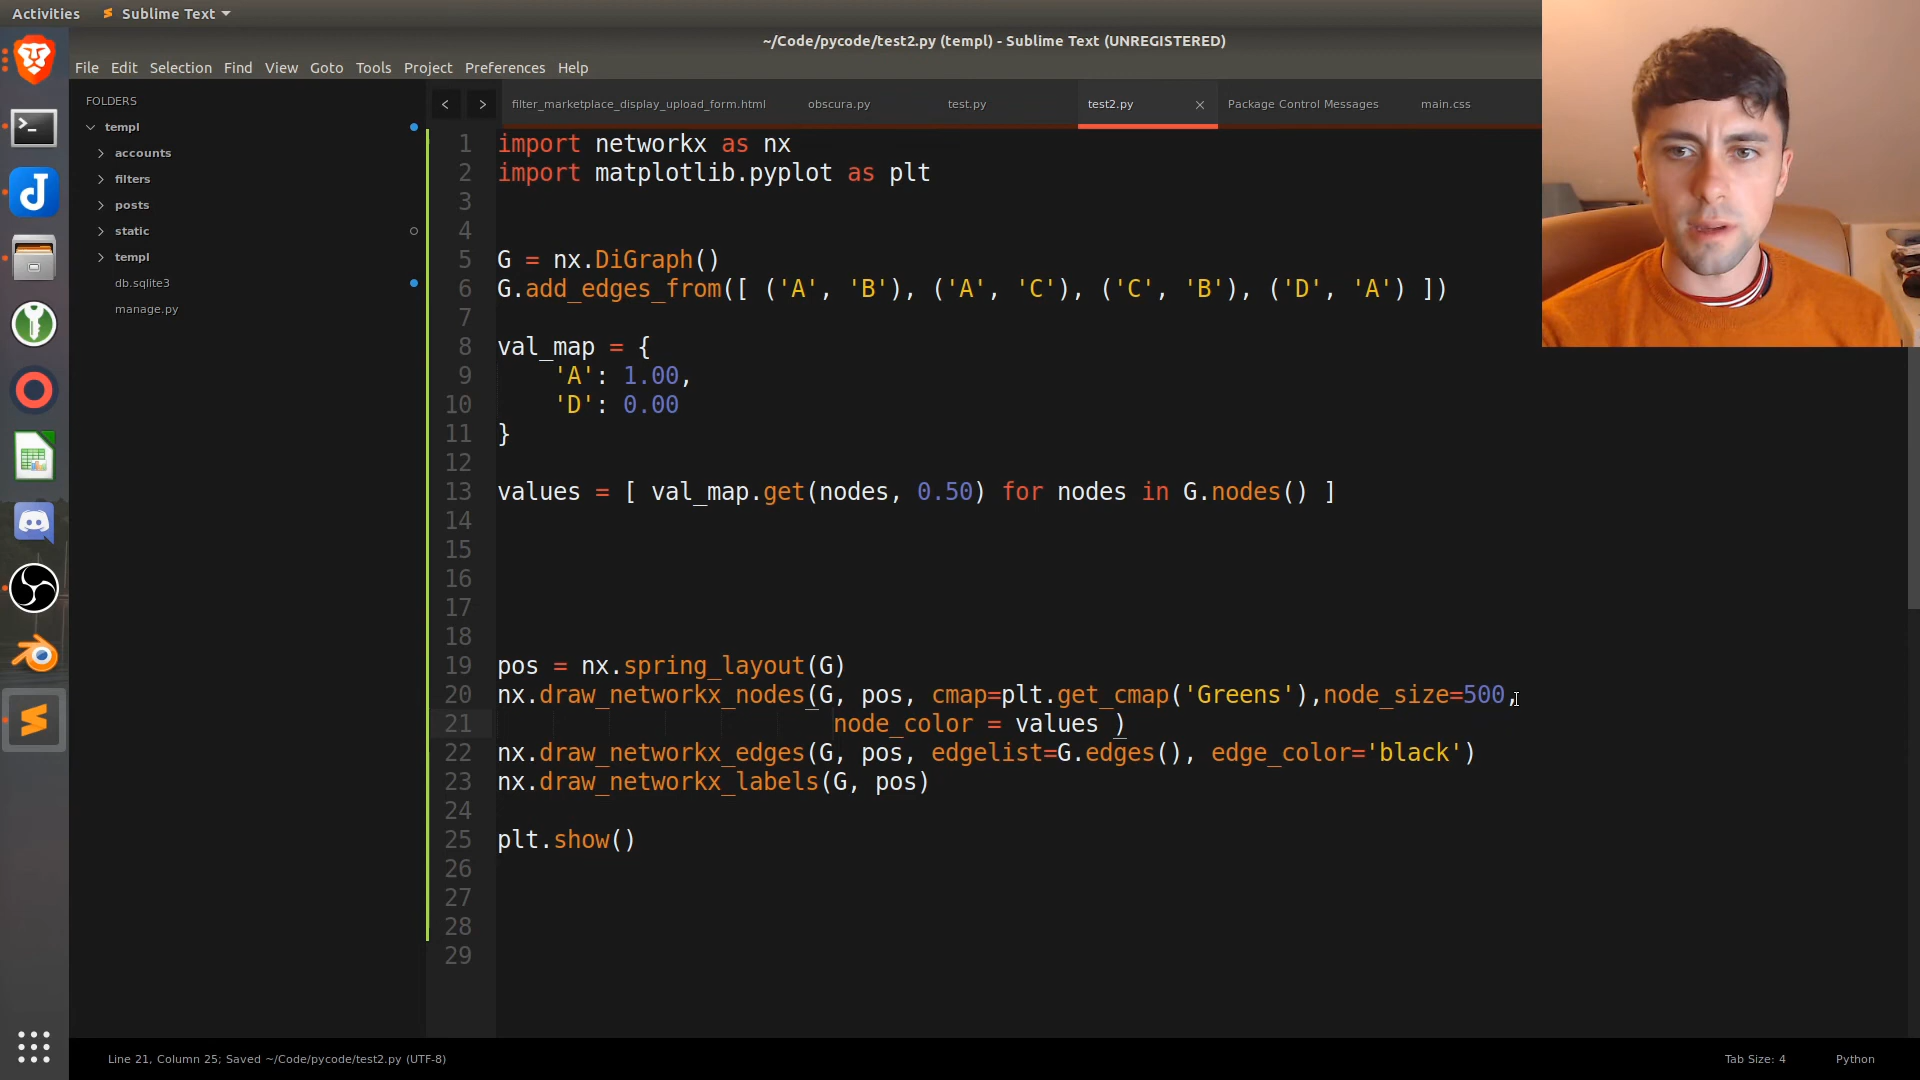 Activities
Sublime Text
~/Code/pycode/test2.py (templ) - Sublime Text (UNREGISTERED)
File Edit Selection Find View Goto Tools Project Preferences Help
FOLDERS
templ
accounts
filters
posts
static
templ
db.sqlite3
manage.py
filter_marketplace_display_upload_form.html
obscura.py
test.py
test2.py
Package Control Messages
main.css
1 import networkx as nx
2 import matplotlib.pyplot as plt
3
4
5 G = nx.DiGraph()
6 G.add_edges_from([ ('A', 'B'), ('A', 'C'), ('C', 'B'), ('D', 'A') ])
7
8 val_map = {
9     'A': 1.00,
10     'D': 0.00
11 }
12
13 values = [ val_map.get(nodes, 0.50) for nodes in G.nodes() ]
14
15
16
17
18
19 pos = nx.spring_layout(G)
20 nx.draw_networkx_nodes(G, pos, cmap=plt.get_cmap('Greens'),node_size=500,
21                         node_color = values )
22 nx.draw_networkx_edges(G, pos, edgelist=G.edges(), edge_color='black')
23 nx.draw_networkx_labels(G, pos)
24
25 plt.show()
26
27
28
29
Line 21, Column 25; Saved ~/Code/pycode/test2.py (UTF-8)
Tab Size: 4
Python